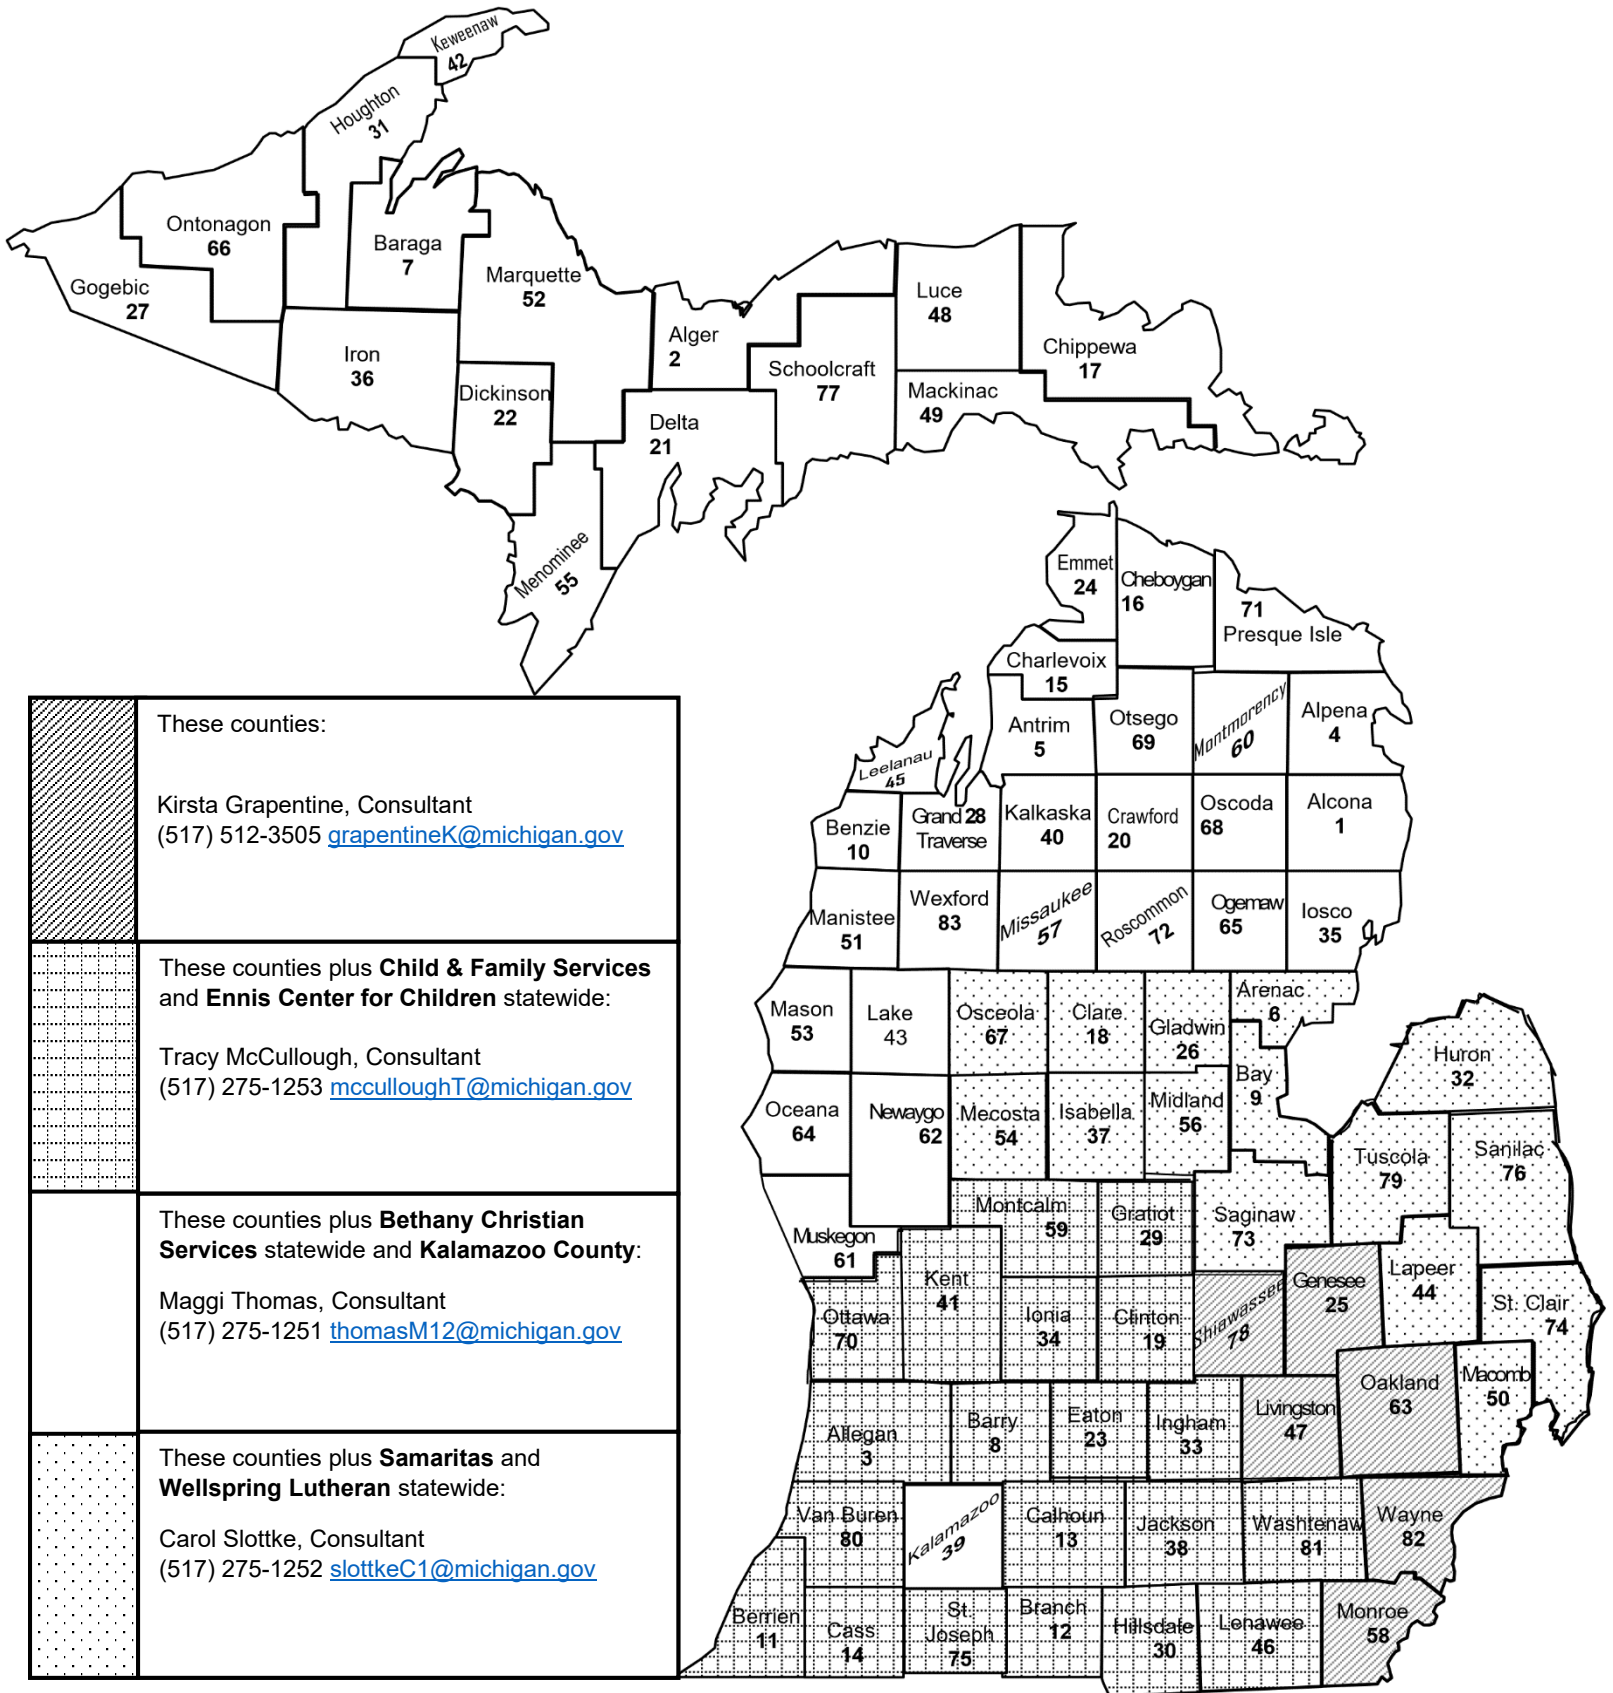 Keweenaw
42
Houghton
31
Ontonagon
66
Baraga
7
Gogebic
27
Marquette
52
Iron
36
Alger
2
Luce
48
Chippewa
17
Schoolcraft
77
Dickinson
22
Mackinac
49
Delta
21
Menominee
55
Emmet
24
Cheboygan
16
71
Presque Isle
Charlevoix
15
Antrim
5
Otsego
69
Montmorency
60
Alpena
4
Leelanau
45
Benzie
10
Grand 28
Traverse
Kalkaska
40
Crawford
20
Oscoda
68
Alcona
1
Manistee
51
Wexford
83
Missaukee
57
Roscommon
72
Ogemaw
65
Iosco
35
Mason
53
Lake
43
Osceola
67
Clare
18
Gladwin
26
Arenac
6
Huron
32
Oceana
64
Newaygo
62
Mecosta
54
Isabella
37
Midland
56
Bay
9
Tuscola
79
Sanilac
76
Muskegon
61
Montcalm
59
Gratiot
29
Saginaw
73
Kent
41
Ottawa
70
Ionia
34
Clinton
19
Shiawassee
78
Genesee
25
Lapeer
44
St. Clair
74
Allegan
3
Barry
8
Eaton
23
Ingham
33
Livingston
47
Oakland
63
Macomb
50
Van Buren
80
Kalamazoo
39
Calhoun
13
Jackson
38
Washtenaw
81
Wayne
82
Berrien
11
Cass
14
St.
Joseph
75
Branch
12
Hillsdale
30
Lenawee
46
Monroe
58
These counties:
Kirsta Grapentine, Consultant
(517) 512-3505 grapentineK@michigan.gov
These counties plus Child & Family Services
and Ennis Center for Children statewide:
Tracy McCullough, Consultant
(517) 275-1253 mcculloughT@michigan.gov
These counties plus Bethany Christian
Services statewide and Kalamazoo County:
Maggi Thomas, Consultant
(517) 275-1251 thomasM12@michigan.gov
These counties plus Samaritas and
Wellspring Lutheran statewide:
Carol Slottke, Consultant
(517) 275-1252 slottkeC1@michigan.gov